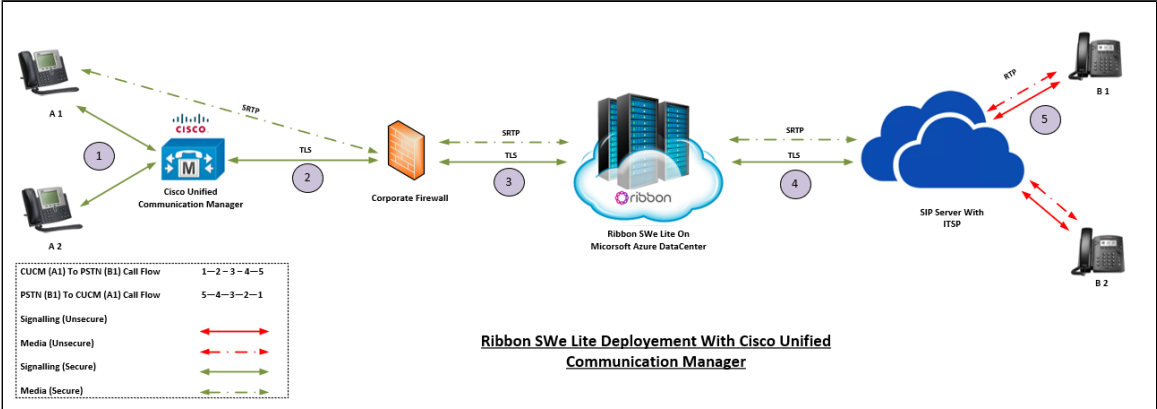 A 1
SRTP
CISCO
1
M
TLS
2
Cisco Unified
Communication Manager
A 2
SRTP
TLS
3
Corporate Firewall
ribbon
Ribbon SWe Lite On
Micorsoft Azure DataCenter
SRTP
TLS
4
SIP Server With
ITSP
RTP
5
B 1
B 2
CUCM (A1) To PSTN (B1) Call Flow 1—2 – 3 – 4—5
PSTN (B1) To CUCM (A1) Call Flow 5—4—3—2—1
Signalling (Unsecure)
Media (Unsecure)
Signalling (Secure)
Media (Secure)
Ribbon SWe Lite Deployement With Cisco Unified
Communication Manager